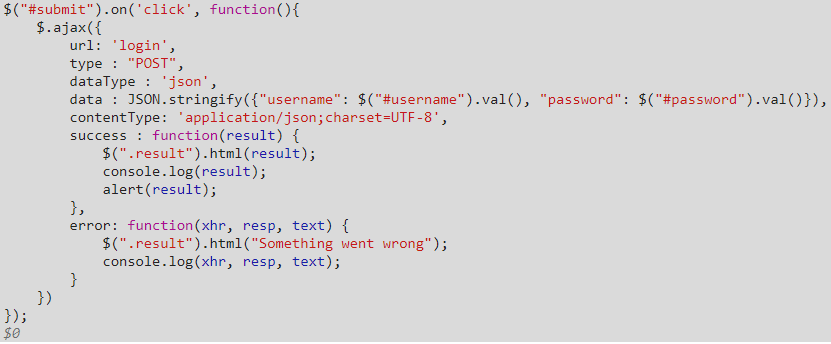 $("#submit").on('click', function(){
    $.ajax({
        url: 'login',
        type : "POST",
        dataType : 'json',
        data : JSON.stringify({"username": $("#username").val(), "password": $("#password").val()}),
        contentType: 'application/json;charset=UTF-8',
        success : function(result) {
            $(".result").html(result);
            console.log(result);
            alert(result);
        },
        error: function(xhr, resp, text) {
            $(".result").html("Something went wrong");
            console.log(xhr, resp, text);
        }
    })
});
$0